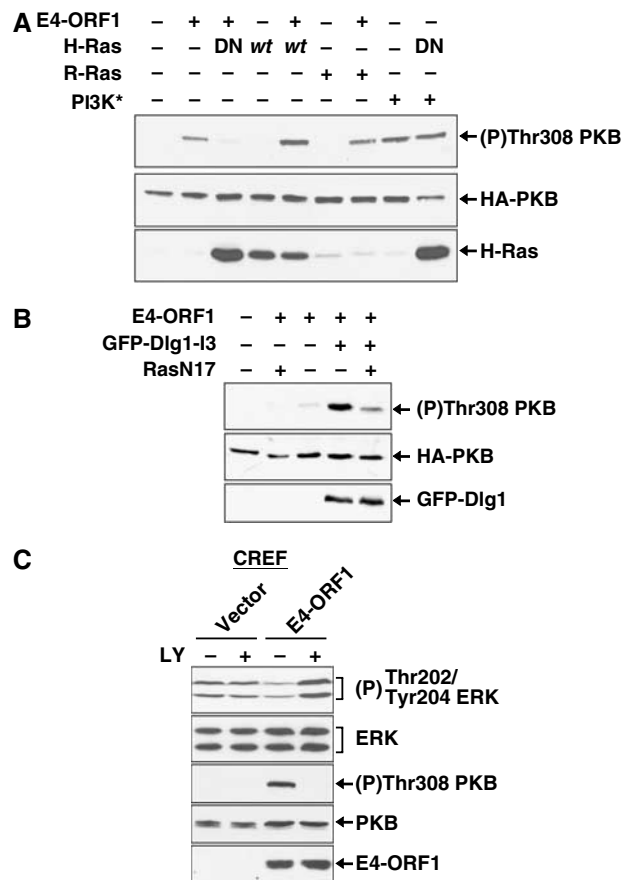 A
E4-ORF1 – + + – + – + – –
H-Ras – – DN wt wt – – – DN
R-Ras – – – – – + + – –
PI3K* – – – – – – – + +
(P)Thr308 PKB
HA-PKB
H-Ras
B
E4-ORF1 – + + + +
GFP-Dlg1-I3 – – – + +
RasN17 – + – – +
(P)Thr308 PKB
HA-PKB
GFP-Dlg1
C
CREF
Vector E4-ORF1
LY – + – +
(P) Thr202/
Tyr204 ERK
ERK
(P)Thr308 PKB
PKB
E4-ORF1